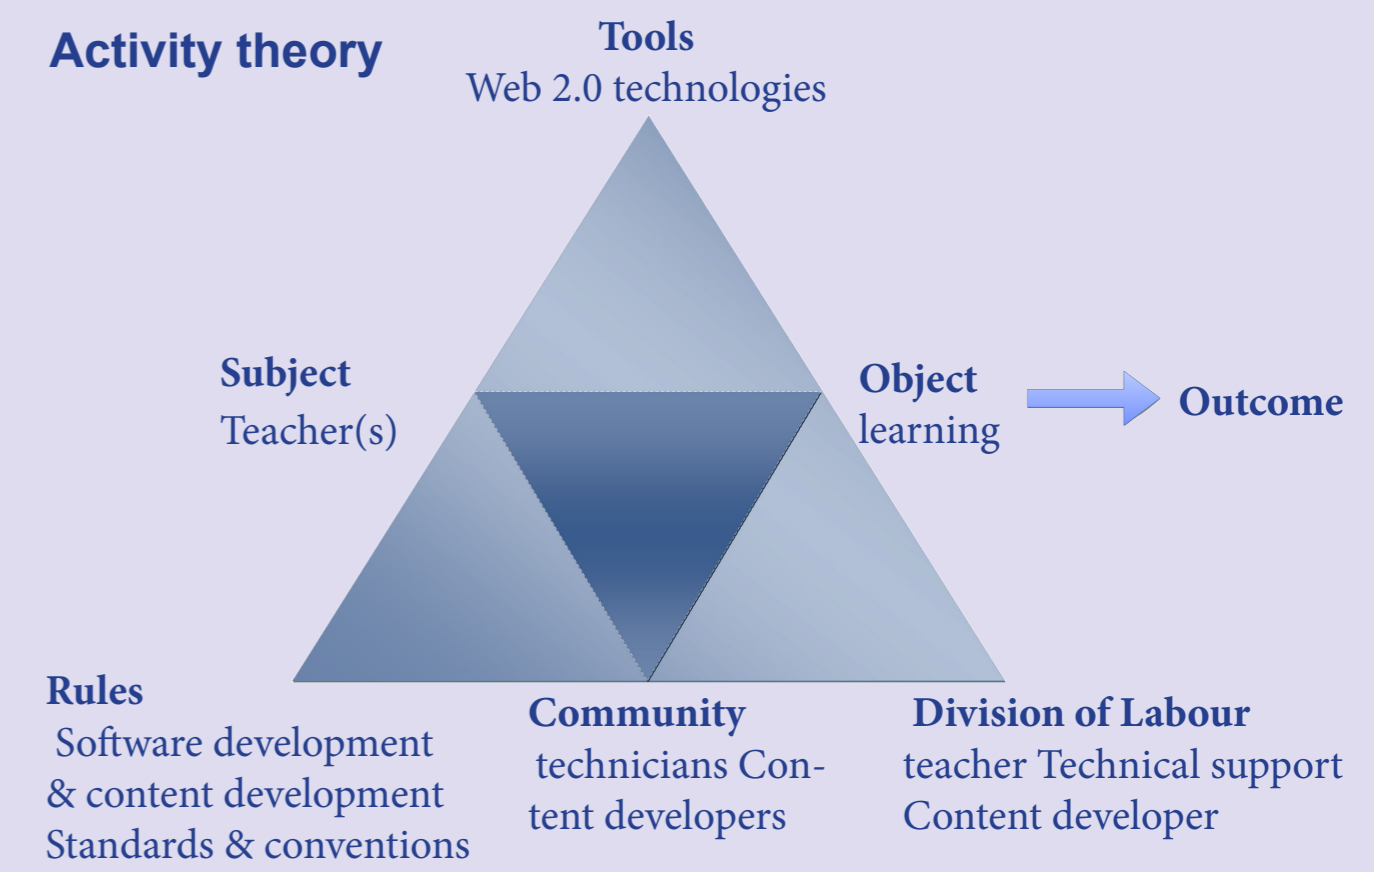 Activity theory
Tools
Web 2.0 technologies
Subject
Teacher(s)
Object
learning
Outcome
Rules
Software development
& content development
Standards & conventions
Community
technicians Con-
tent developers
Division of Labour
teacher Technical support
Content developer